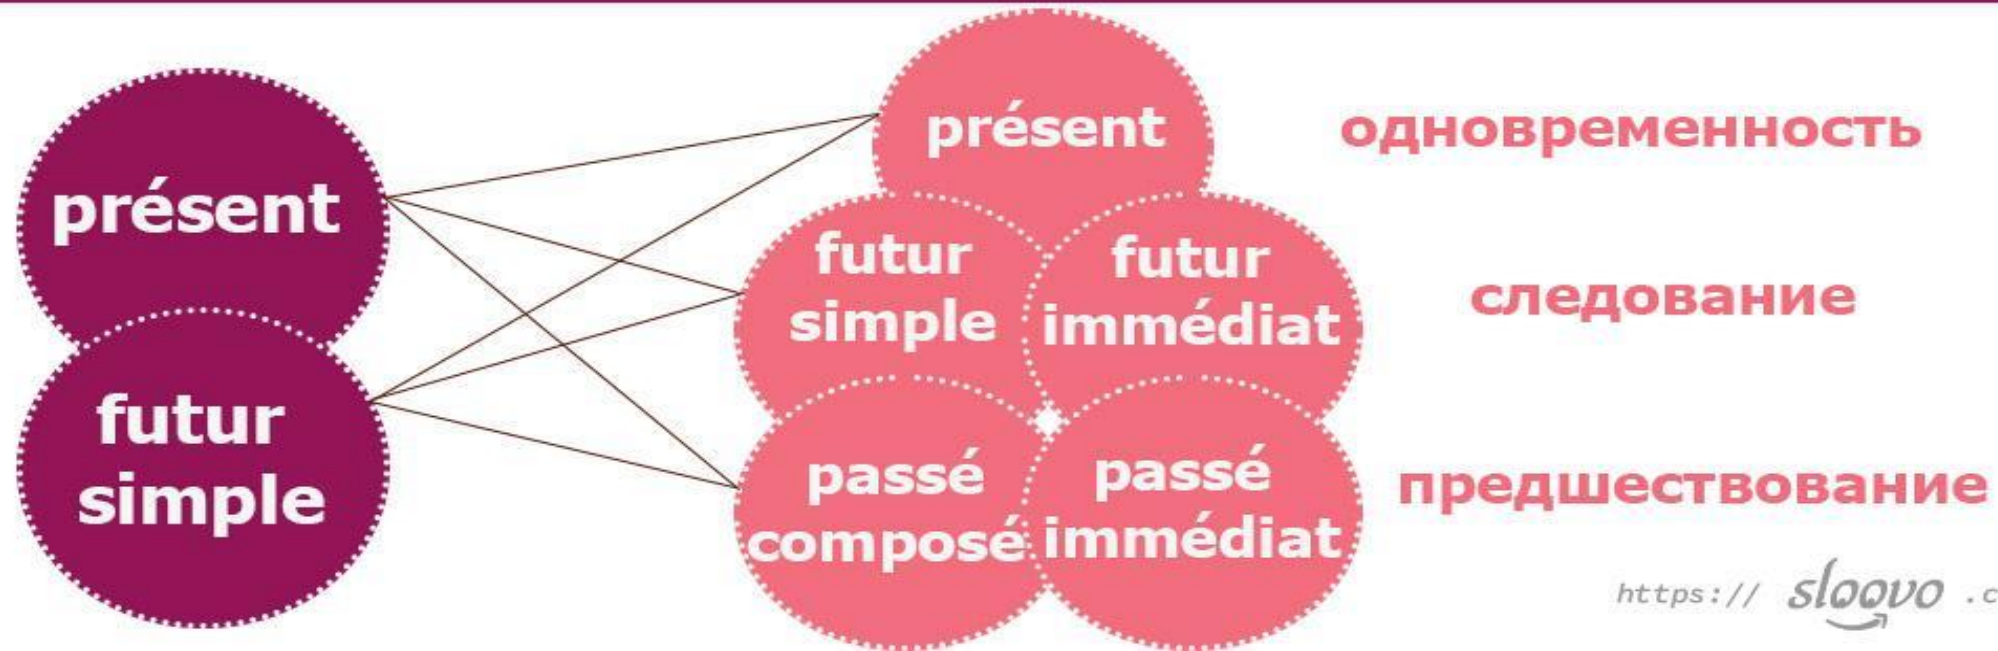 présent
futur
simple
présent
одновременность
futur
simple
futur
immédiat
следование
passé
composé
passé
immédiat
предшествование
https:// sloovo .c